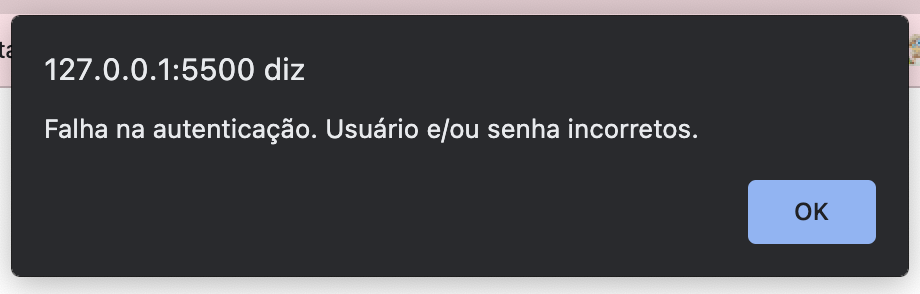 127.0.0.1:5500 diz
Falha na autenticação. Usuário e/ou senha incorretos.
OK